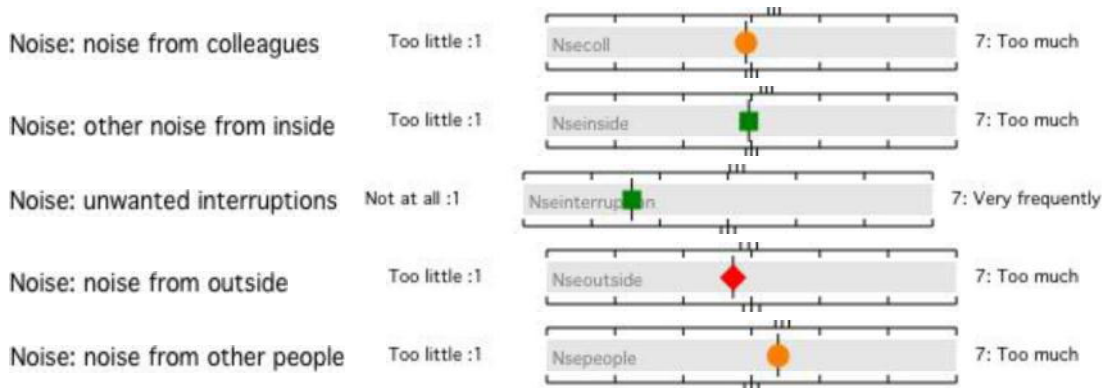 Noise: noise from colleagues Too little :1 Nsecoll 7: Too much
Noise: other noise from inside Too little :1 Nseinside 7: Too much
Noise: unwanted interruptions Not at all :1 7: Very frequently
Noise: noise from outside Too little :1 Nseoutside 7: Too much
Noise: noise from other people Too little :1 Nsepeople 7: Too much